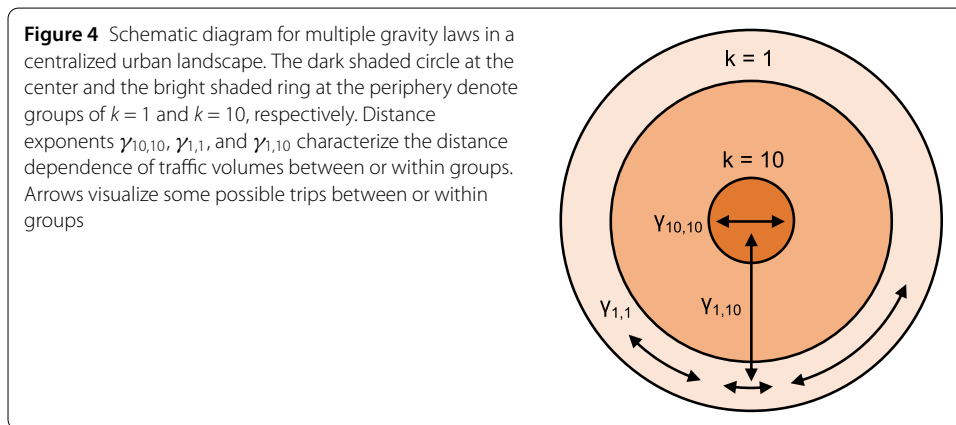 Figure 4 Schematic diagram for multiple gravity laws in a
centralized urban landscape. The dark shaded circle at the
center and the bright shaded ring at the periphery denote
groups of k = 1 and k = 10, respectively. Distance
exponents γ10,10, γ1,1, and γ1,10 characterize the distance
dependence of traffic volumes between or within groups.
Arrows visualize some possible trips between or within
groups
k = 1
k = 10
γ10,10
γ1,10
γ1,1